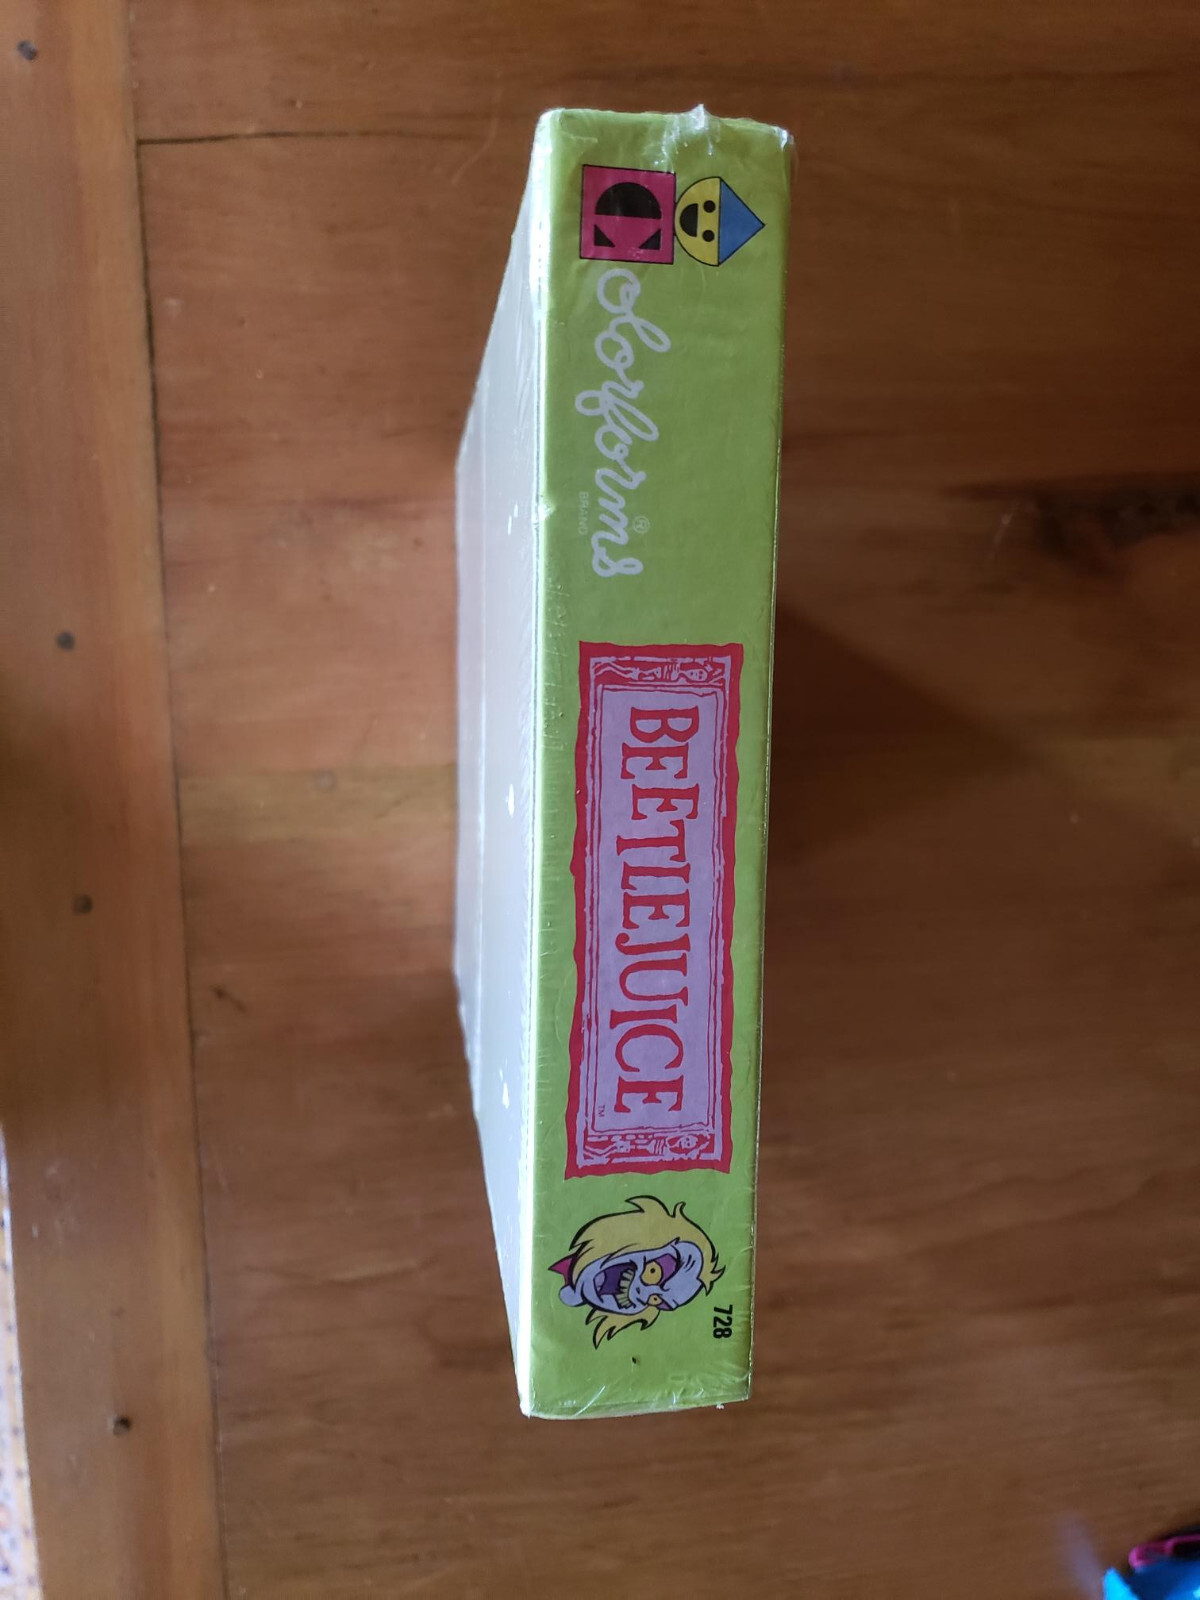 Colorforms®
BRAND
BEETLEJUICE
™
728